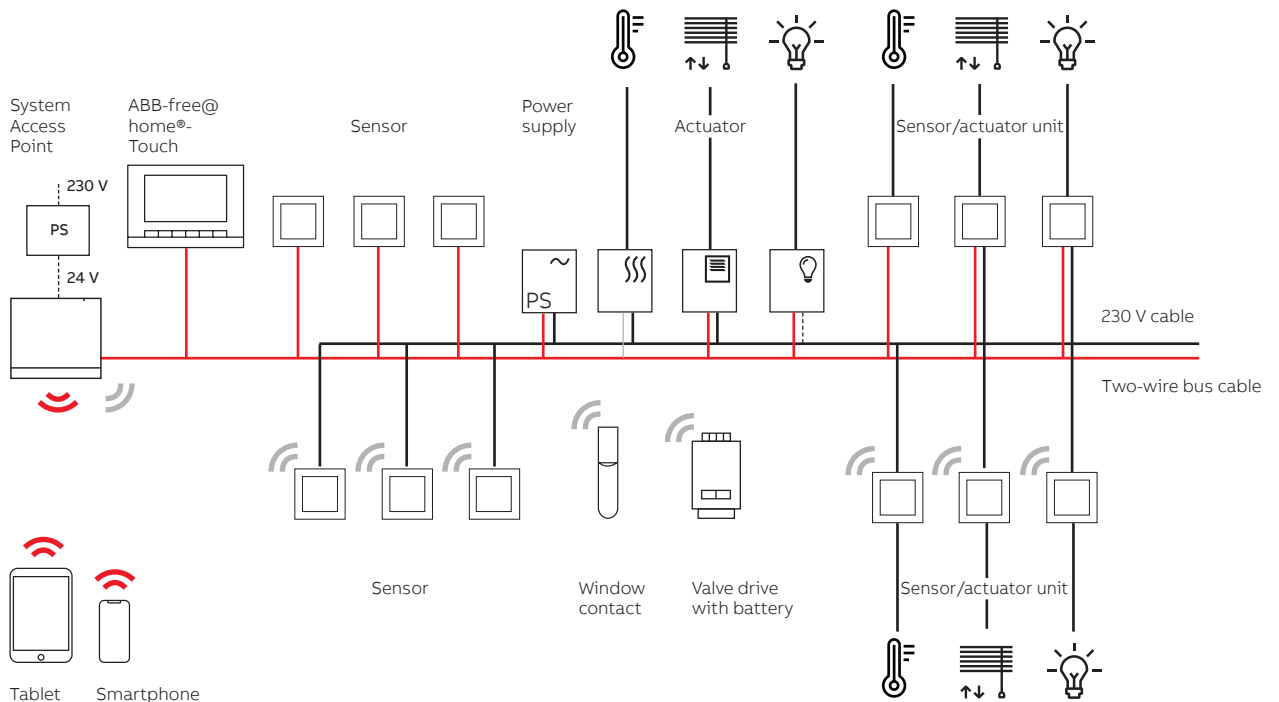 System
Access
Point
ABB-free@
home®-
Touch
Sensor
Power
supply
Actuator
Sensor/actuator unit
230 V
PS
24 V
PS
230 V cable
Two-wire bus cable
Sensor
Window
contact
Valve drive
with battery
Sensor/actuator unit
Tablet
Smartphone